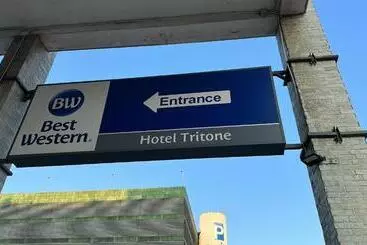 BW
Best
Western®
Entrance
Hotel Tritone
P